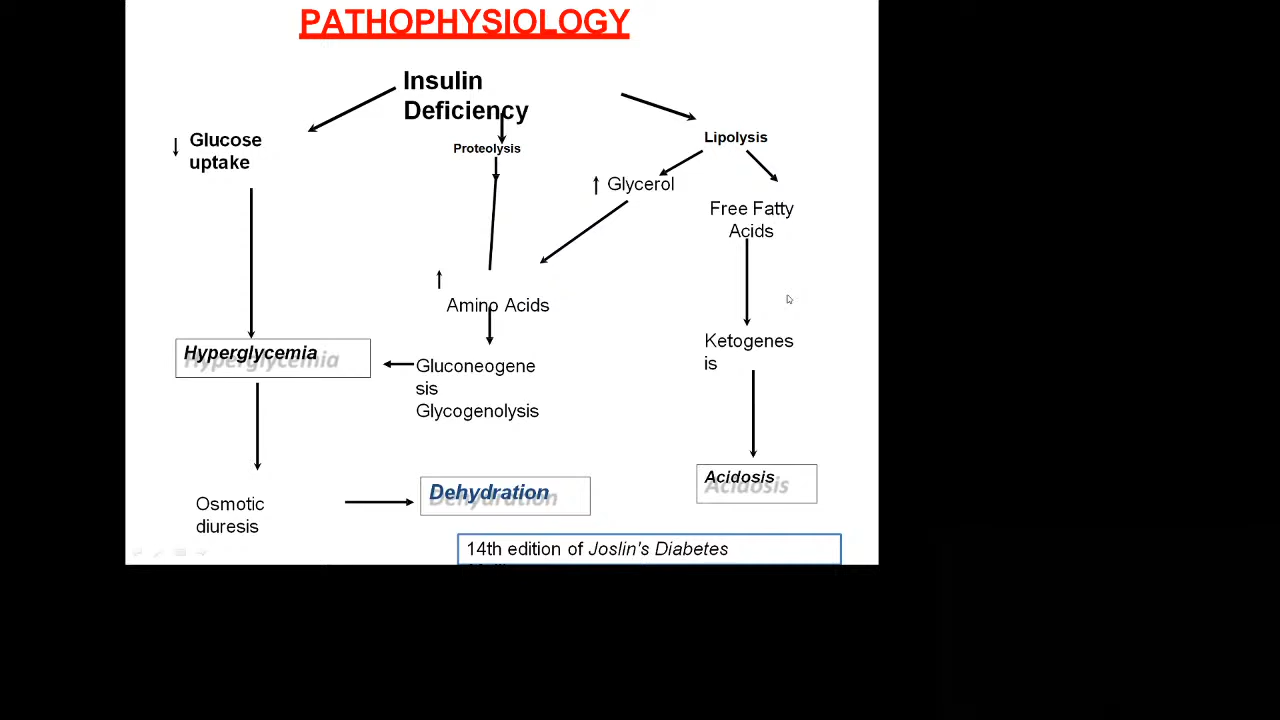 PATHOPHYSIOLOGY
Insulin
Deficiency
↓ Glucose
uptake
Proteolysis
Lipolysis
↑ Glycerol
Free Fatty
Acids
↑
Amino Acids
Hyperglycemia
Gluconeogene
sis
Glycogenolysis
Ketogenes
is
Osmotic
diuresis
Dehydration
Acidosis
14th edition of Joslin's Diabetes